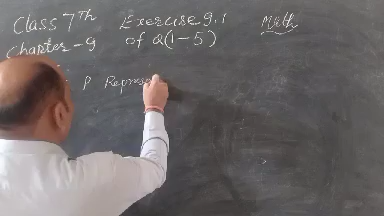 Class 7Th Exercise 9.1 Math
Chapter-9 of Q(1-5)
P Represe